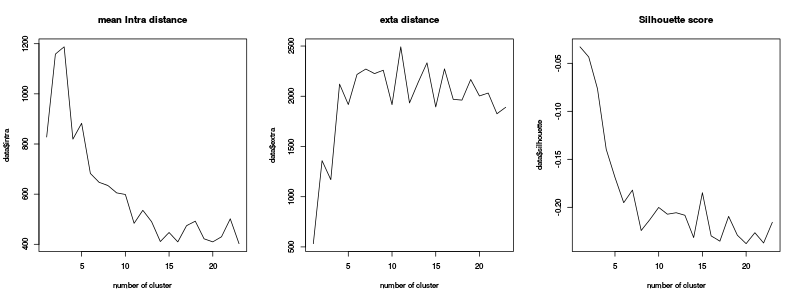 mean Intra distance
data$intra
1200
1000
800
600
400
5
10
15
20
number of cluster
exta distance
data$extra
2500
2000
1500
1000
500
5
10
15
20
number of cluster
Silhouette score
data$silhouette
-0.05
-0.10
-0.15
-0.20
5
10
15
20
number of cluster